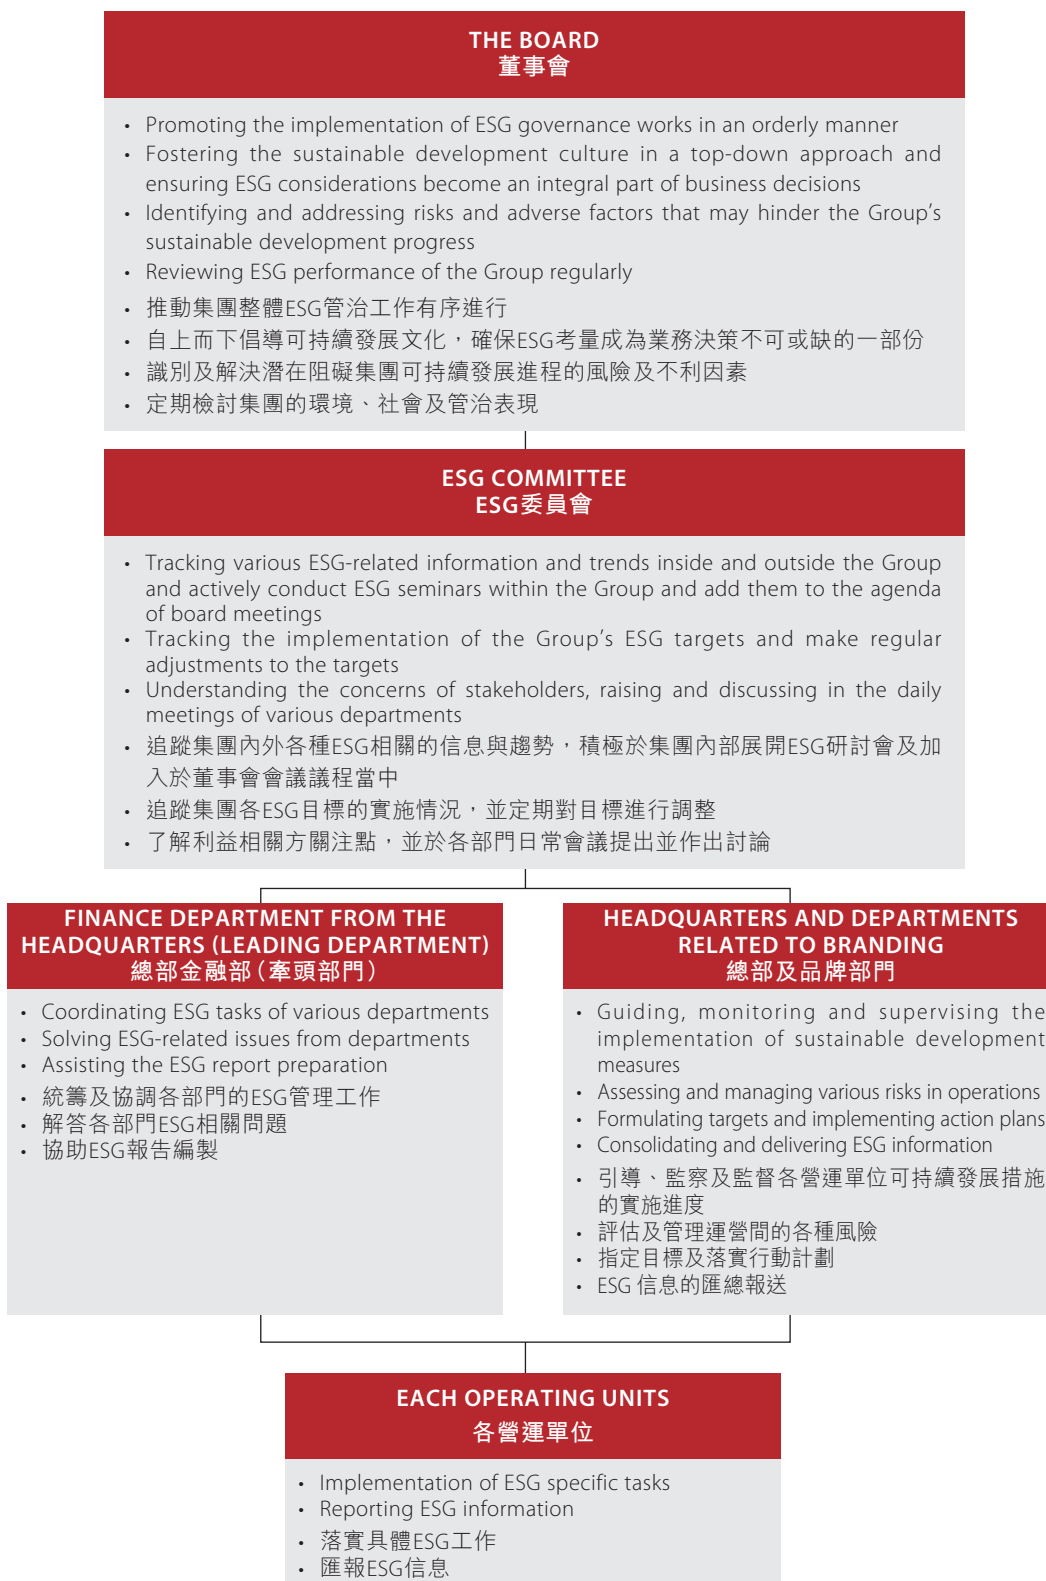 THE BOARD
董事會
• Promoting the implementation of ESG governance works in an orderly manner
• Fostering the sustainable development culture in a top-down approach and
ensuring ESG considerations become an integral part of business decisions
• Identifying and addressing risks and adverse factors that may hinder the Group’s
sustainable development progress
• Reviewing ESG performance of the Group regularly
• 推動集團整體ESG管治工作有序進行
• 自上而下倡導可持續發展文化，確保ESG考量成為業務決策不可或缺的一部份
• 識別及解決潛在阻礙集團可持續發展進程的風險及不利因素
• 定期檢討集團的環境、社會及管治表現
ESG COMMITTEE
ESG委員會
• Tracking various ESG-related information and trends inside and outside the Group
and actively conduct ESG seminars within the Group and add them to the agenda
of board meetings
• Tracking the implementation of the Group’s ESG targets and make regular
adjustments to the targets
• Understanding the concerns of stakeholders, raising and discussing in the daily
meetings of various departments
• 追蹤集團內外各種ESG相關的信息與趨勢，積極於集團內部展開ESG研討會及加
入於董事會會議議程當中
• 追蹤集團各ESG目標的實施情況，並定期對目標進行調整
• 了解利益相關方關注點，並於各部門日常會議提出並作出討論
FINANCE DEPARTMENT FROM THE
HEADQUARTERS (LEADING DEPARTMENT)
總部金融部（牽頭部門）
• Coordinating ESG tasks of various departments
• Solving ESG-related issues from departments
• Assisting the ESG report preparation
• 統籌及協調各部門的ESG管理工作
• 解答各部門ESG相關問題
• 協助ESG報告編製
HEADQUARTERS AND DEPARTMENTS
RELATED TO BRANDING
總部及品牌部門
• Guiding, monitoring and supervising the
implementation of sustainable development
measures
• Assessing and managing various risks in operations
• Formulating targets and implementing action plans
• Consolidating and delivering ESG information
• 引導、監察及監督各營運單位可持續發展措施
的實施進度
• 評估及管理運營間的各種風險
• 指定目標及落實行動計劃
• ESG 信息的匯總報送
EACH OPERATING UNITS
各營運單位
• Implementation of ESG specific tasks
• Reporting ESG information
• 落實具體ESG工作
• 匯報ESG信息